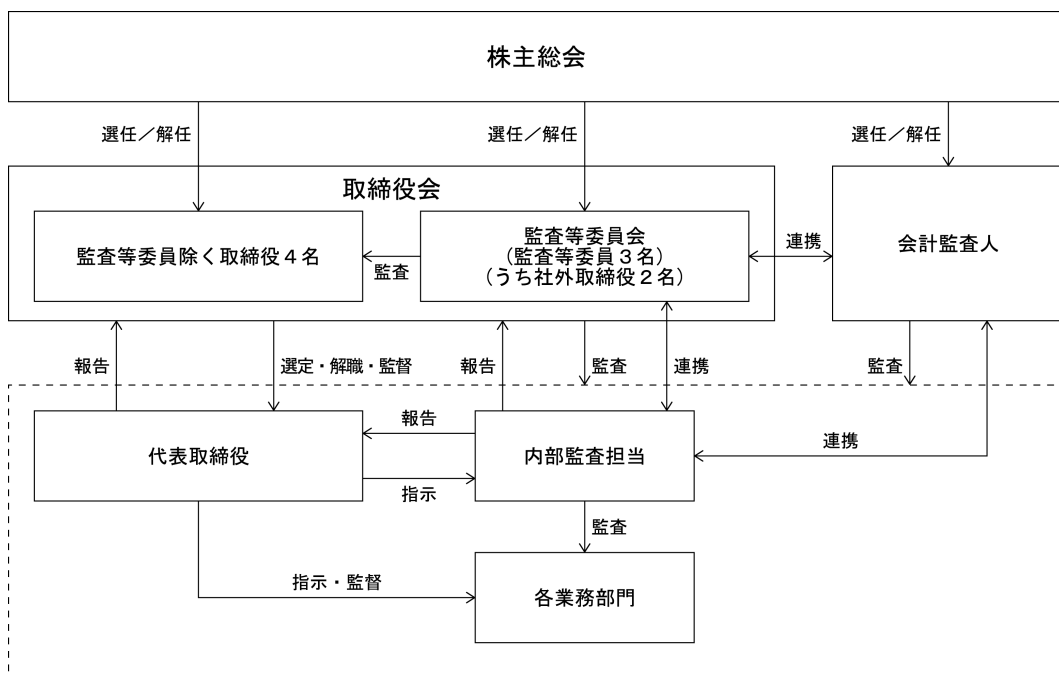 株主総会
選任／解任
選任／解任
選任／解任
取締役会
監査等委員除く取締役４名
監査
監査等委員会
（監査等委員３名）
（うち社外取締役２名）
連携
会計監査人
報告
選定・解職・監督
報告
監査
連携
監査
代表取締役
報告
指示
内部監査担当
連携
監査
指示・監督
各業務部門